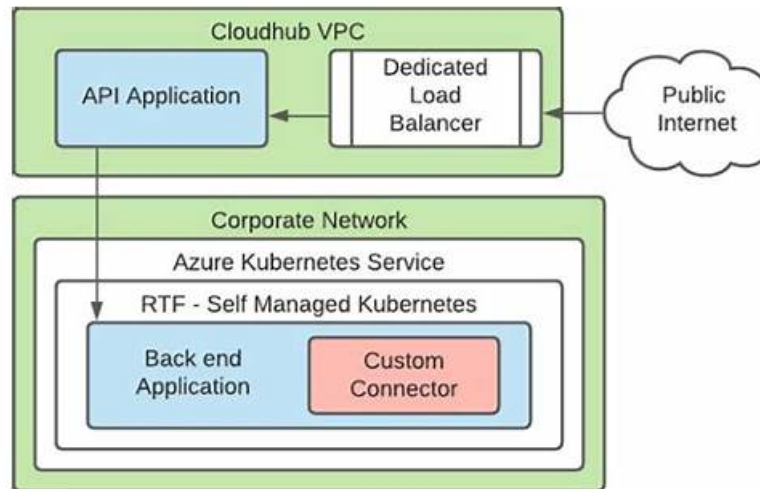 Cloudhub VPC
API Application
Dedicated
Load
Balancer
Public
Internet
Corporate Network
Azure Kubernetes Service
RTF - Self Managed Kubernetes
Back end
Application
Custom
Connector